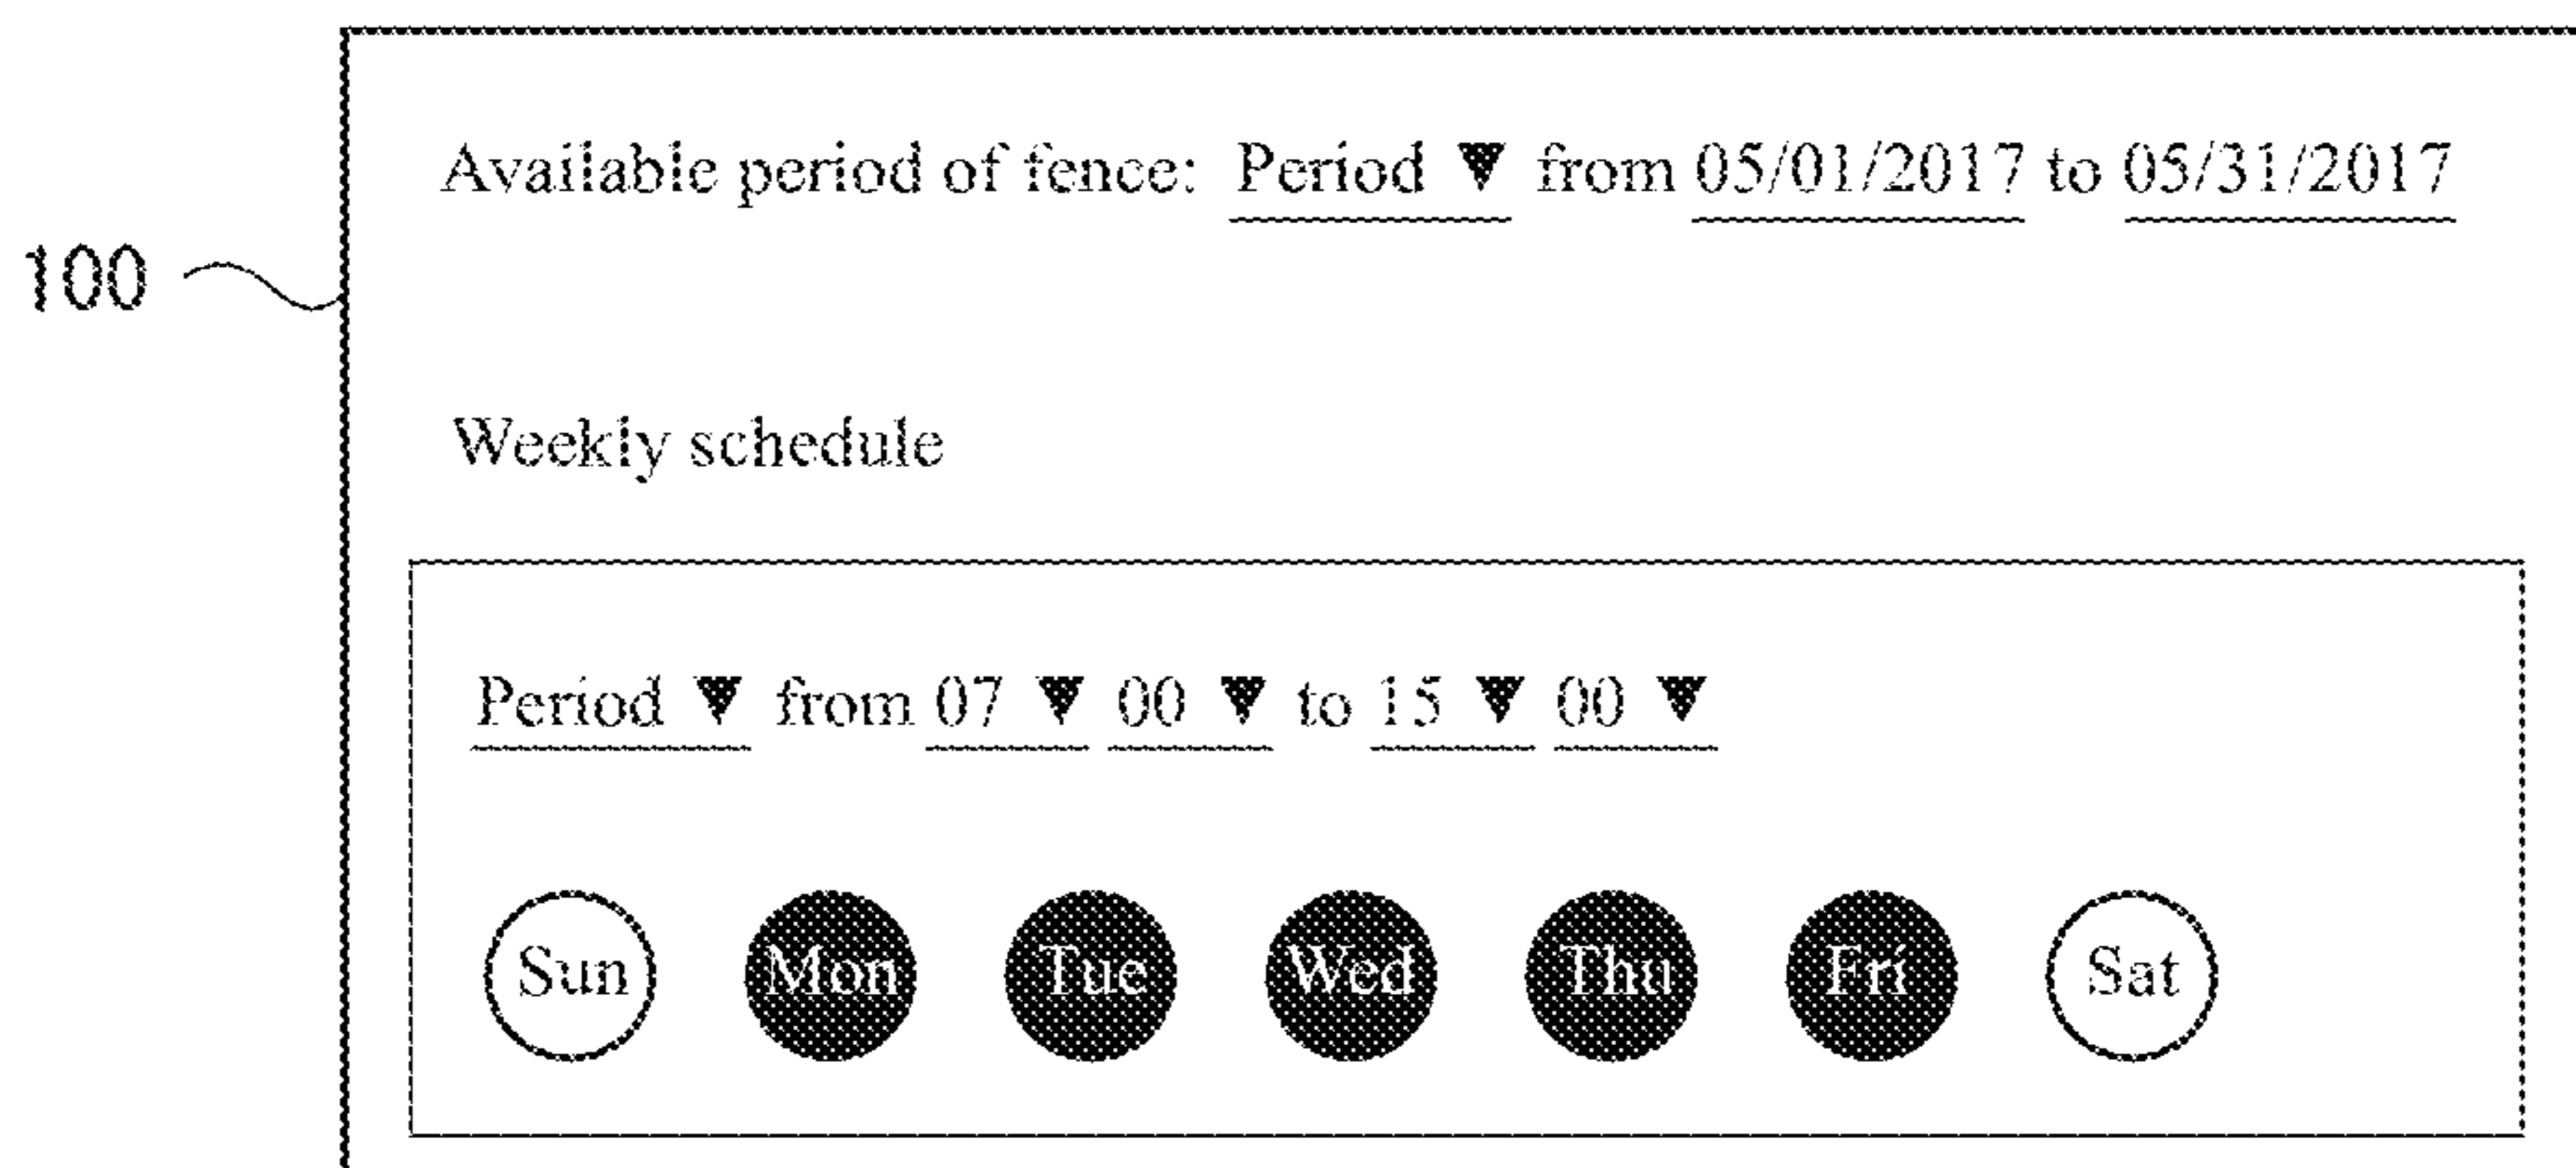 Available period of fence: Period ▼ from 05/01/2017 to 05/31/2017
100
Weekly schedule
Period ▼ from 07 ▼ 00 ▼ to 15 ▼ 00 ▼
Sun Mon Tue Wed Thu Fri Sat